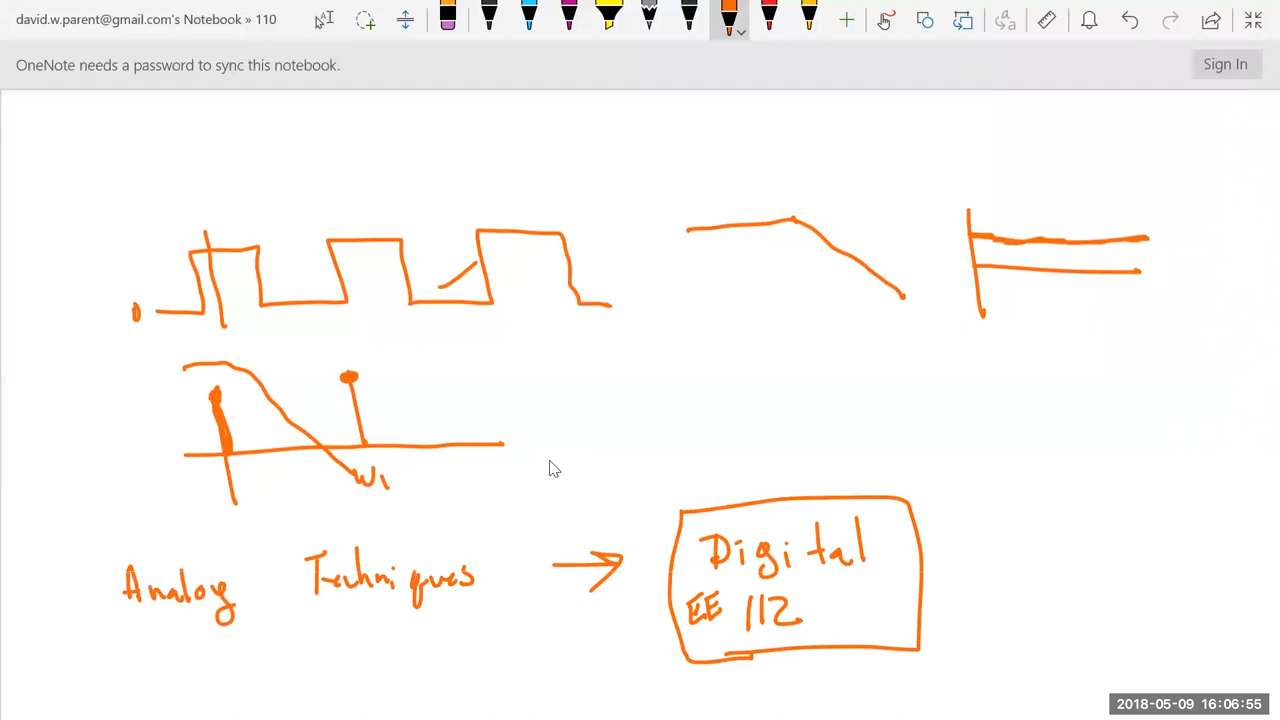 david.w.parent@gmail.com's Notebook » 110
OneNote needs a password to sync this notebook.
Sign In
0
W1
Analog Techniques → Digital
EE 112
2018-05-09 16:06:55